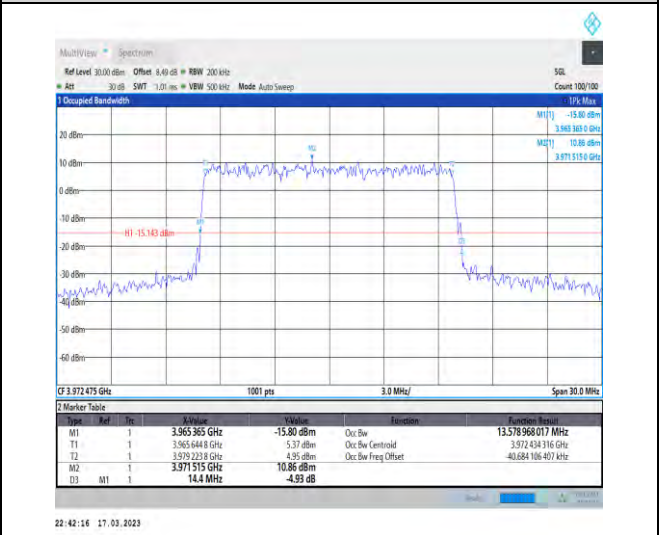 MultiView Spectrum
Ref Level 30.00 dBm Offset 8.49 dB RBW 200 kHz SGL
Att 30 dB SWT 1.01 ms VBW 500 kHz Mode Auto Sweep Count 100/100
1 Occupied Bandwidth 1Pk Max
M1[1] -15.80 dBm
3.965 365 0 GHz
M2[1] 10.86 dBm
3.971 515 0 GHz
20 dBm
M2
10 dBm
0 dBm
-10 dBm
H1 -15.143 dBm
-20 dBm
-30 dBm
-40 dBm
-50 dBm
-60 dBm
CF 3.972 475 GHz 1001 pts 3.0 MHz/ Span 30.0 MHz
2 Marker Table
Type Ref Trc X-Value Y-Value Function Function Result
M1 1 3.965 365 GHz -15.80 dBm Occ Bw 13.578 968 017 MHz
T1 1 3.965 644 8 GHz 5.37 dBm Occ Bw Centroid 3.972 434 316 GHz
T2 1 3.979 223 8 GHz 4.95 dBm Occ Bw Freq Offset -40.684 106 407 kHz
M2 1 3.971 515 GHz 10.86 dBm
D3 M1 1 14.4 MHz -4.93 dB
22:42:16 17.03.2023